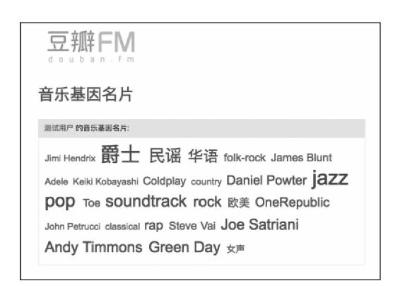 豆瓣FM
douban.fm
音乐基因名片
测试用户 的音乐基因名片:
Jimi Hendrix 爵士 民谣 华语 folk-rock James Blunt
Adele Keiki Kobayashi Coldplay country Daniel Powter jazz
pop Toe soundtrack rock 欧美 OneRepublic
John Petrucci classical rap Steve Vai Joe Satriani
Andy Timmons Green Day 女声